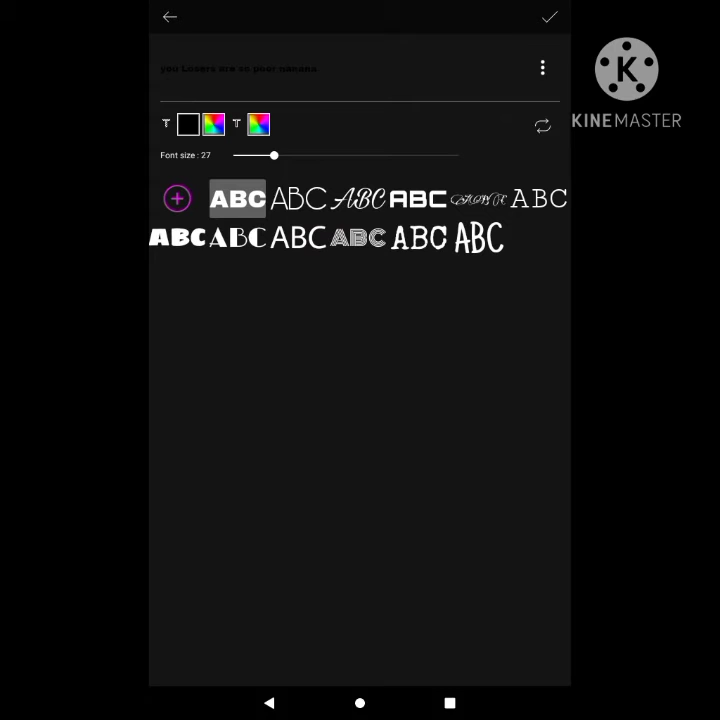 you Losers are so poor nanana
KINEMASTER
K
T T
Font size : 27
ABC ABC ABC ABC ABC
ABC ABC ABC ABC ABC ABC